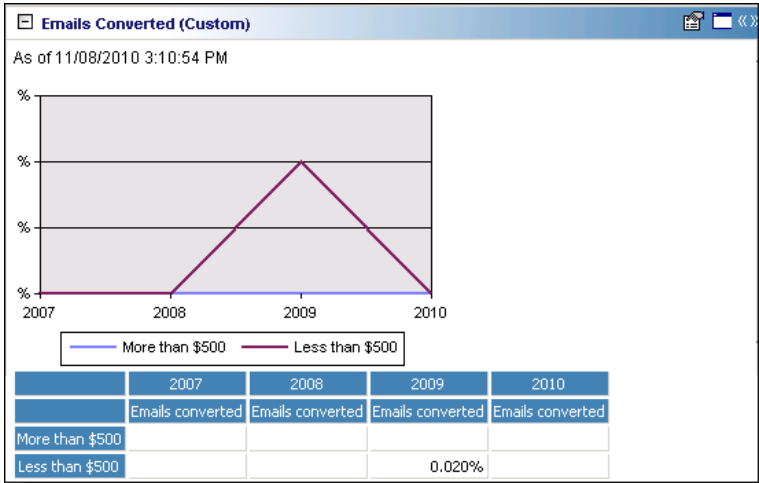 Emails Converted (Custom)
As of 11/08/2010 3:10:54 PM
%
%
%
%
2007 2008 2009 2010
More than $500 Less than $500
2007 2008 2009 2010
Emails converted Emails converted Emails converted Emails converted
More than $500
Less than $500 0.020%